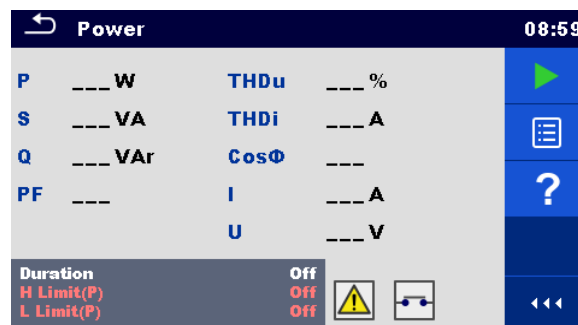 Power 08:59
P ___W THDu ___%
S ___VA THDi ___A
Q ___VAr CosΦ ___
PF ___ I ___A
U ___V
Duration Off
H Limit(P) Off
L Limit(P) Off
?